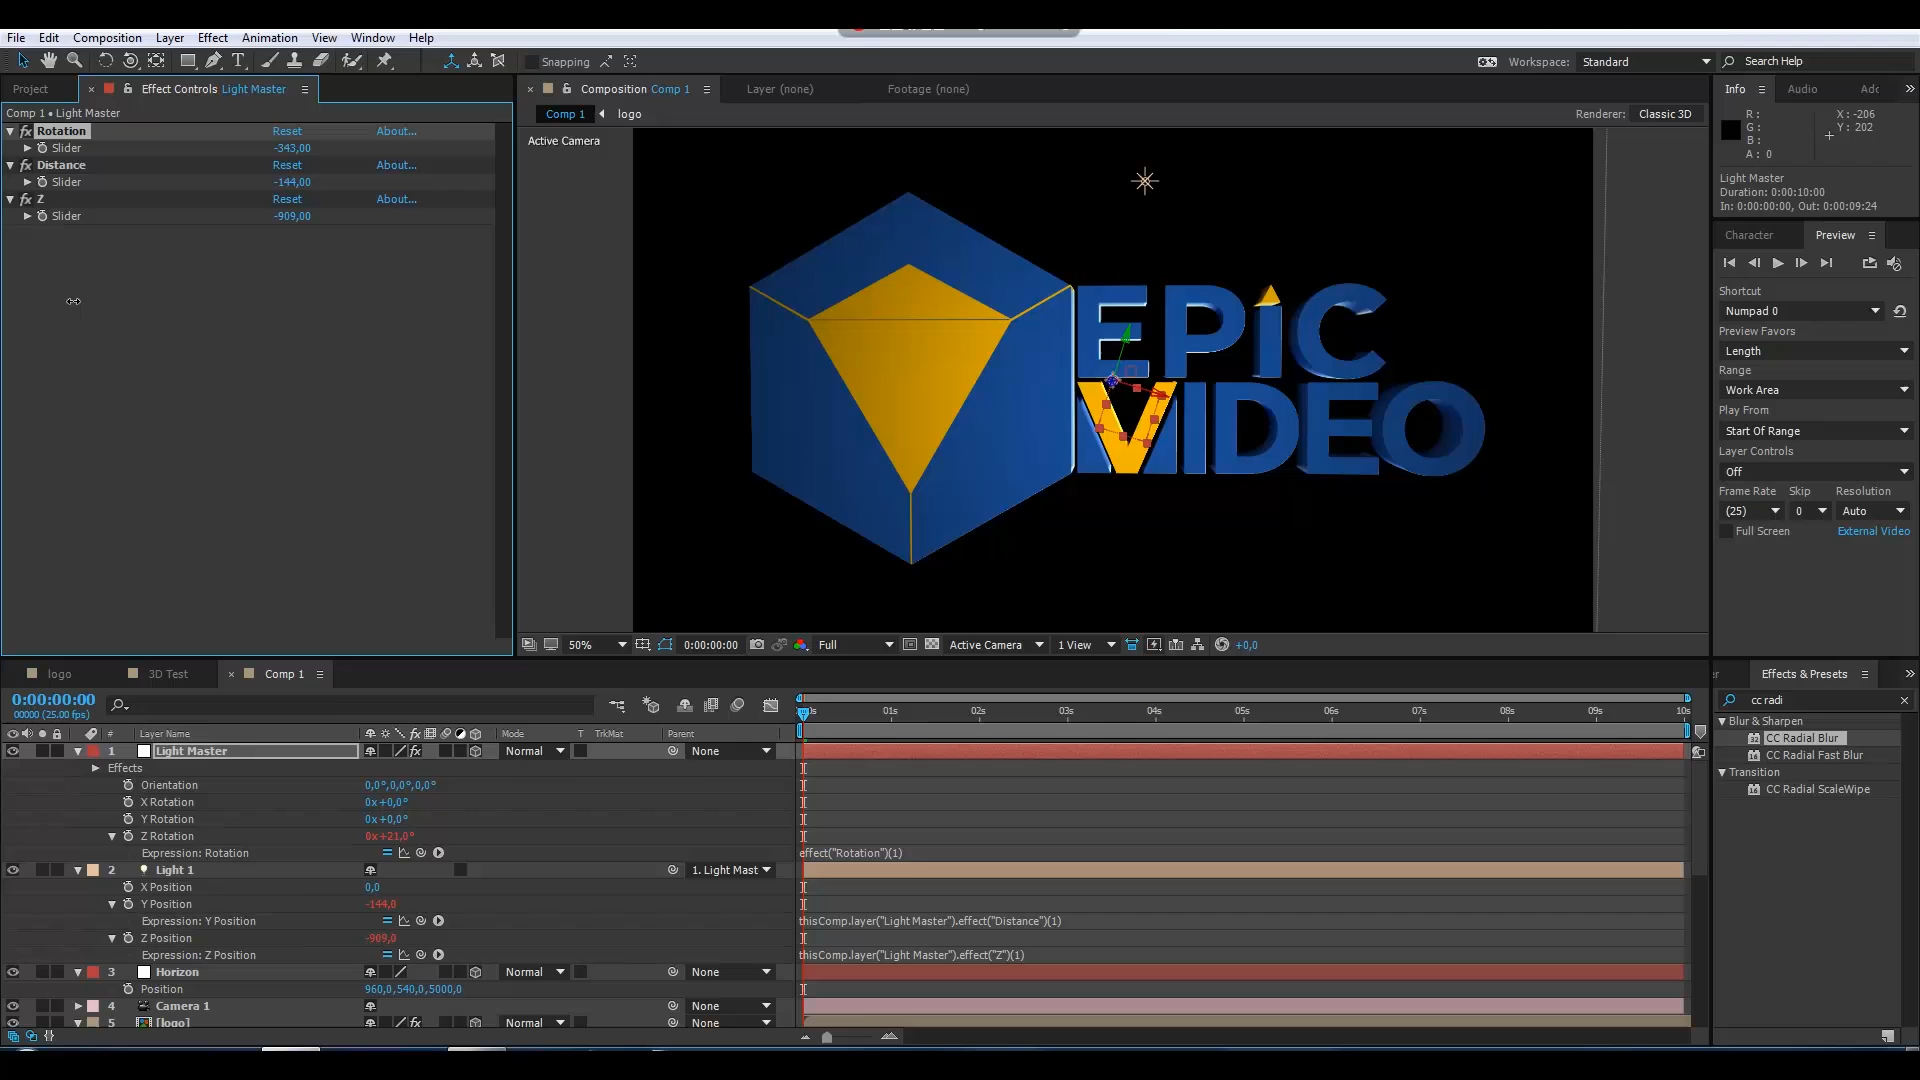 File Edit Composition Layer Effect Animation View Window Help
Snapping
Workspace: Standard
Search Help
Project
Effect Controls Light Master
Comp 1 • Light Master
Rotation Reset About...
Slider -343,00
Distance Reset About...
Slider -144,00
Z Reset About...
Slider -909,00
Composition Comp 1
Layer (none)
Footage (none)
Comp 1 logo
Renderer: Classic 3D
Active Camera
EPiC
VIDEO
50% 0:00:00:00 Full Active Camera 1 View +0,0
Info Audio
R : X : -206
G : Y : 202
B :
A : 0
Light Master
Duration: 0:00:10:00
In: 0:00:00:00, Out: 0:00:09:24
Character Preview
Shortcut
Numpad 0
Preview Favors
Length
Range
Work Area
Play From
Start Of Range
Layer Controls
Off
Frame Rate Skip Resolution
(25) 0 Auto
Full Screen External Video
logo 3D Test Comp 1
0:00:00:00
00000 (25.00 fps)
01s 02s 03s 04s 05s 06s 07s 08s 09s 10s
# Layer Name Mode T TrkMat Parent
1 Light Master Normal None
Effects
Orientation 0,0°,0,0°,0,0°
X Rotation 0x+0,0°
Y Rotation 0x+0,0°
Z Rotation 0x+21,0°
Expression: Rotation effect("Rotation")(1)
2 Light 1 1. Light Mast
X Position 0,0
Y Position -144,0
Expression: Y Position thisComp.layer("Light Master").effect("Distance")(1)
Z Position -909,0
Expression: Z Position thisComp.layer("Light Master").effect("Z")(1)
3 Horizon Normal None
Position 960,0,540,0,5000,0
4 Camera 1 None
5 [logo] Normal None
Effects & Presets
cc radi
Blur & Sharpen
CC Radial Blur
CC Radial Fast Blur
Transition
CC Radial ScaleWipe